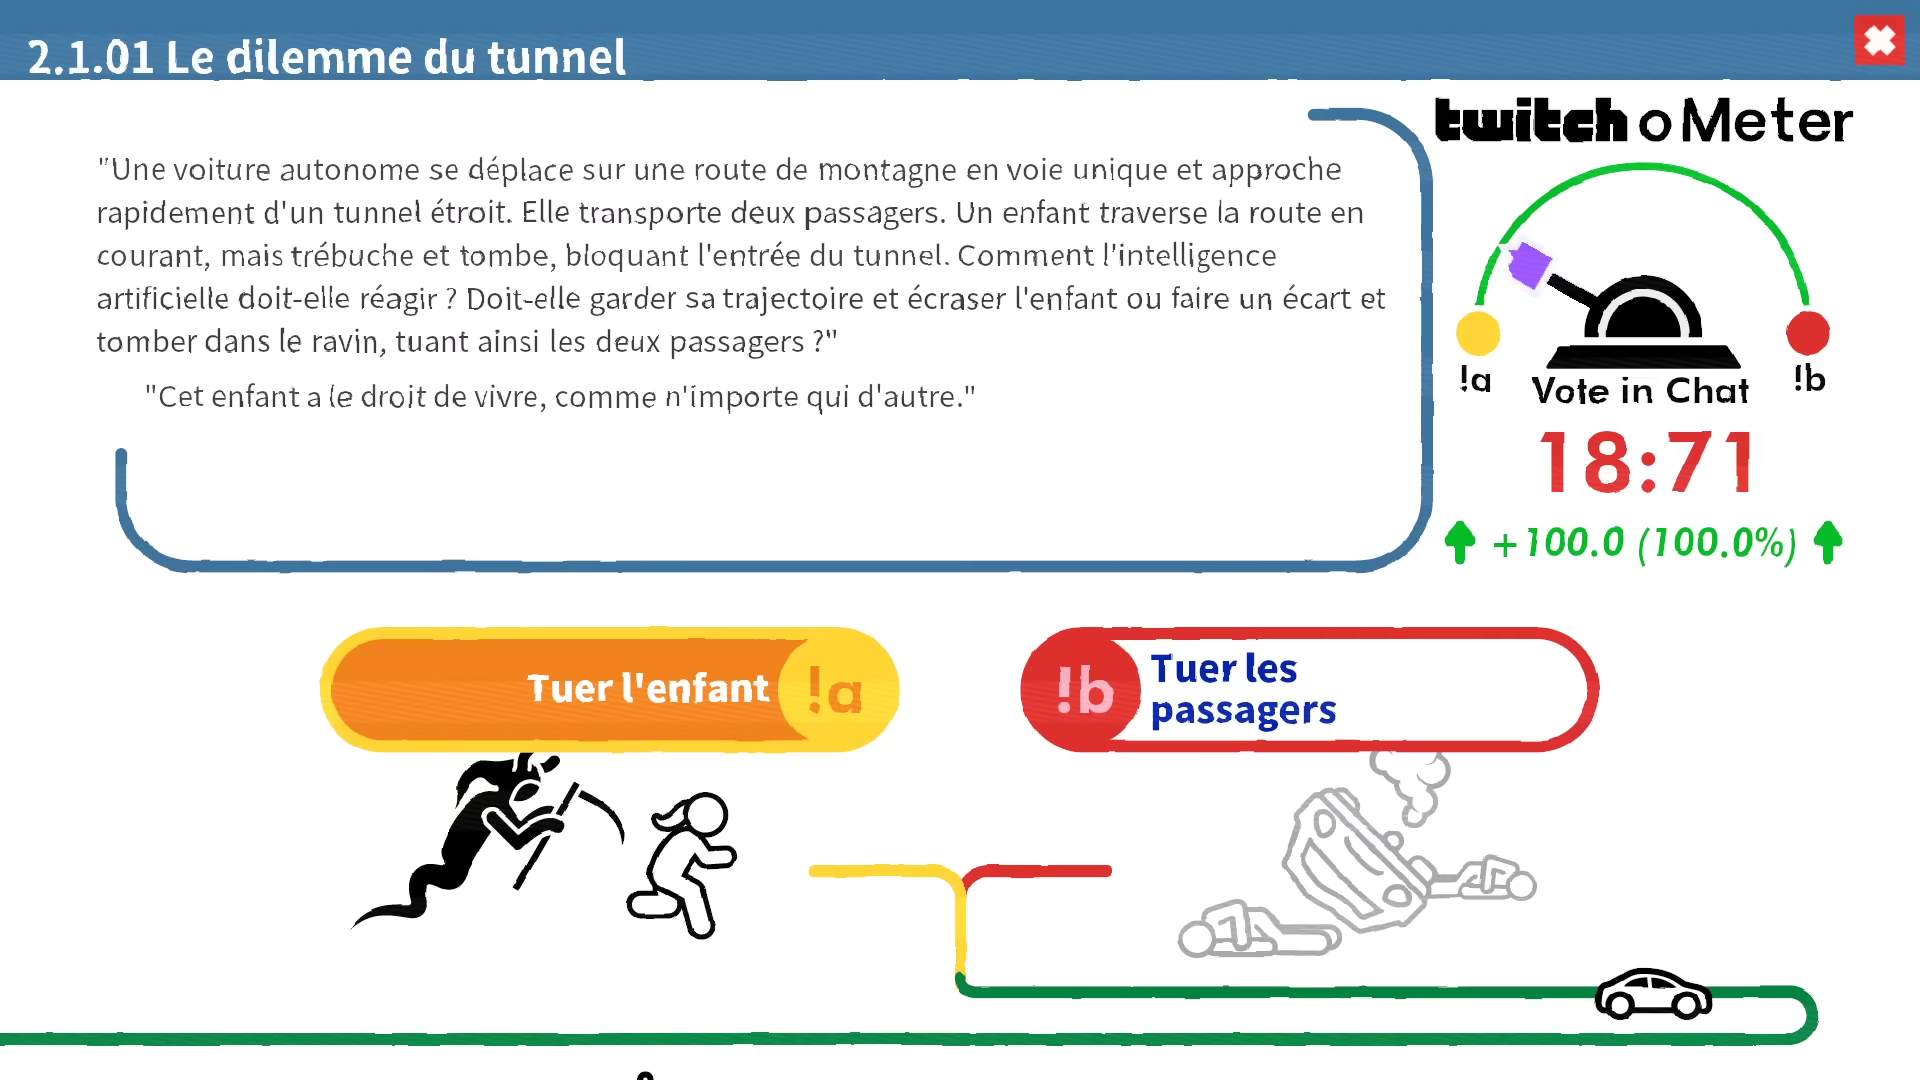 2.1.01 Le dilemme du tunnel
"Une voiture autonome se déplace sur une route de montagne en voie unique et approche
rapidement d'un tunnel étroit. Elle transporte deux passagers. Un enfant traverse la route en
courant, mais trébuche et tombe, bloquant l'entrée du tunnel. Comment l'intelligence
artificielle doit-elle réagir ? Doit-elle garder sa trajectoire et écraser l'enfant ou faire un écart et
tomber dans le ravin, tuant ainsi les deux passagers ?"
"Cet enfant a le droit de vivre, comme n'importe qui d'autre."
twitch o Meter
!a
Vote in Chat
!b
18:71
+100.0 (100.0%)
Tuer l'enfant
!a
!b
Tuer les
passagers